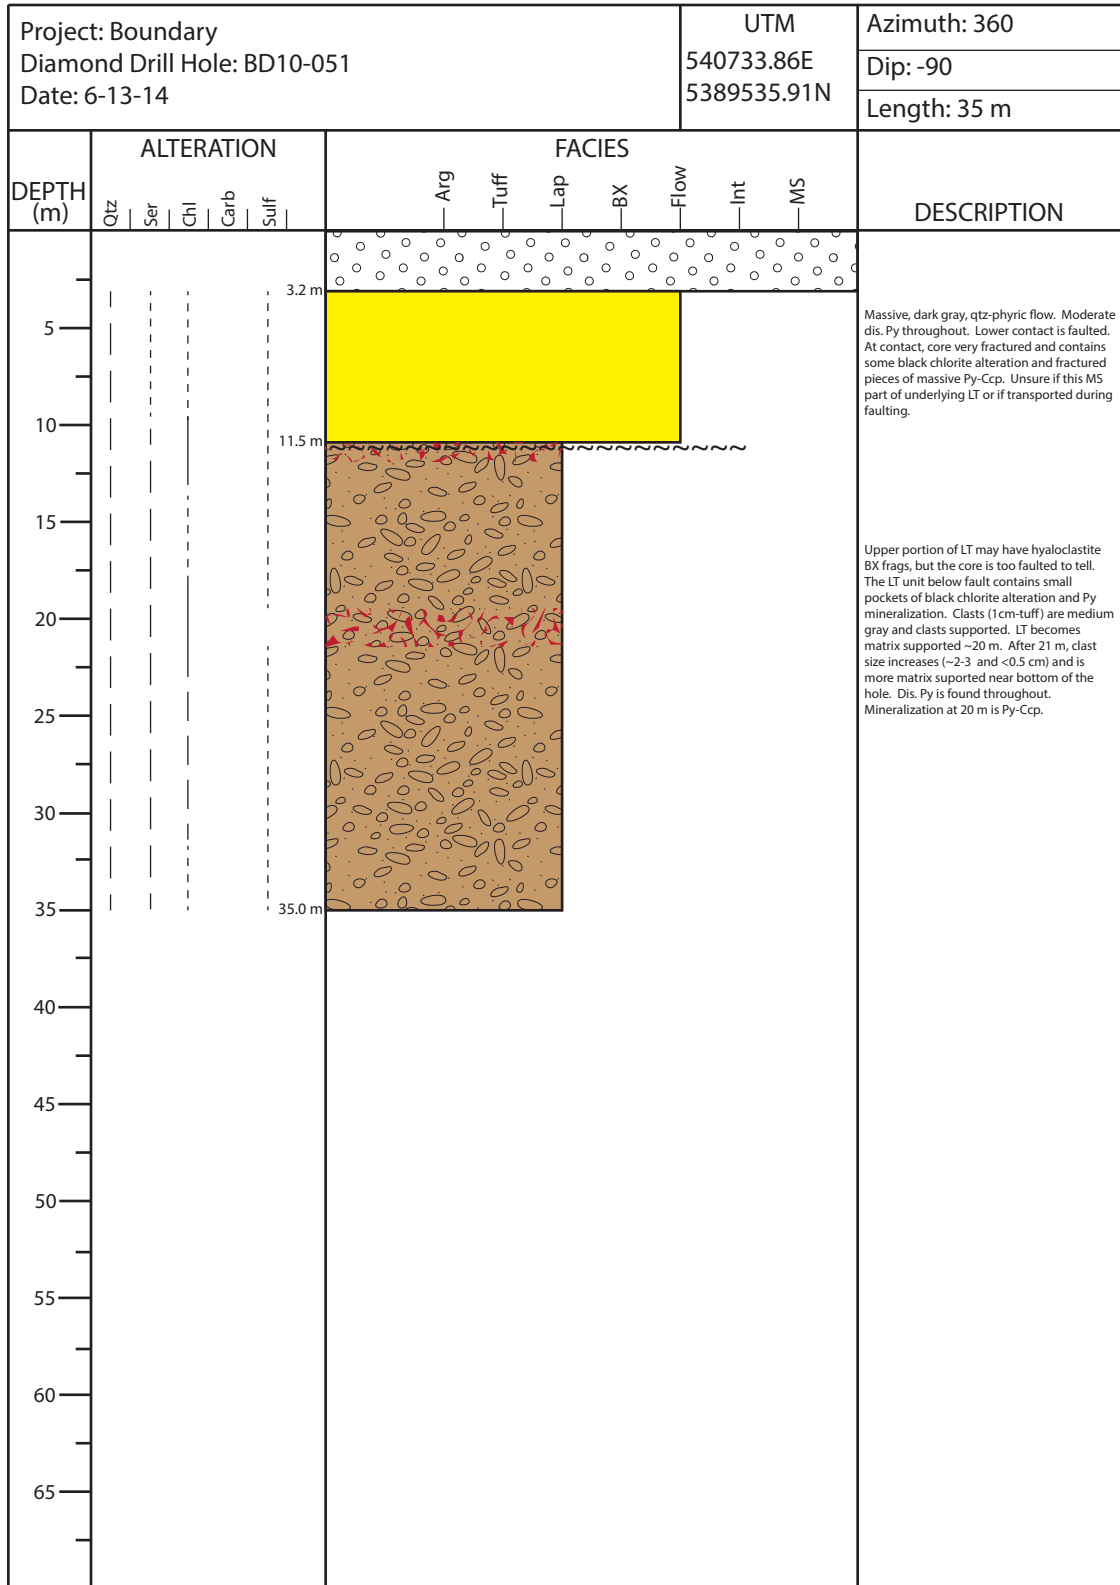 Project: Boundary
Diamond Drill Hole: BD10-051
Date: 6-13-14
UTM
540733.86E
5389535.91N
Azimuth: 360
Dip: -90
Length: 35 m
DEPTH
(m)
ALTERATION
Qtz
Ser
Chl
Carb
Sulf
FACIES
Arg
Tuff
Lap
BX
Flow
Int
MS
DESCRIPTION
3.2 m
5
10
11.5 m
15
20
25
30
35
35.0 m
40
45
50
55
60
65
Massive, dark gray, qtz-phyric flow. Moderate
dis. Py throughout. Lower contact is faulted.
At contact, core very fractured and contains
some black chlorite alteration and fractured
pieces of massive Py-Ccp. Unsure if this MS
part of underlying LT or if transported during
faulting.
Upper portion of LT may have hyaloclastite
BX frags, but the core is too faulted to tell.
The LT unit below fault contains small
pockets of black chlorite alteration and Py
mineralization. Clasts (1cm-tuff) are medium
gray and clasts supported. LT becomes
matrix supported ~20 m. After 21 m, clast
size increases (~2-3 and <0.5 cm) and is
more matrix suported near bottom of the
hole. Dis. Py is found throughout.
Mineralization at 20 m is Py-Ccp.